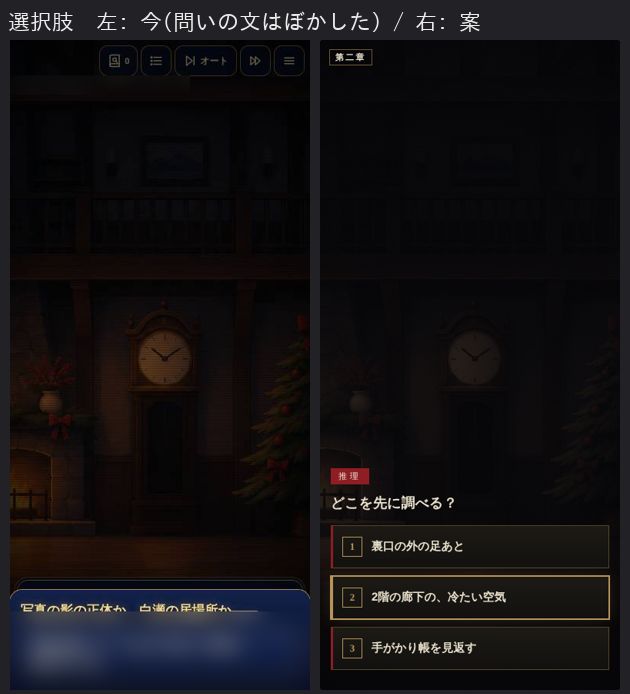 選択肢　左: 今(問いの文はぼかした) / 右: 案
0
オート
写真の影の正体か、白瀬の居場所か――
第二章
推理
どこを先に調べる？
1 裏口の外の足あと
2 2階の廊下の、冷たい空気
3 手がかり帳を見返す